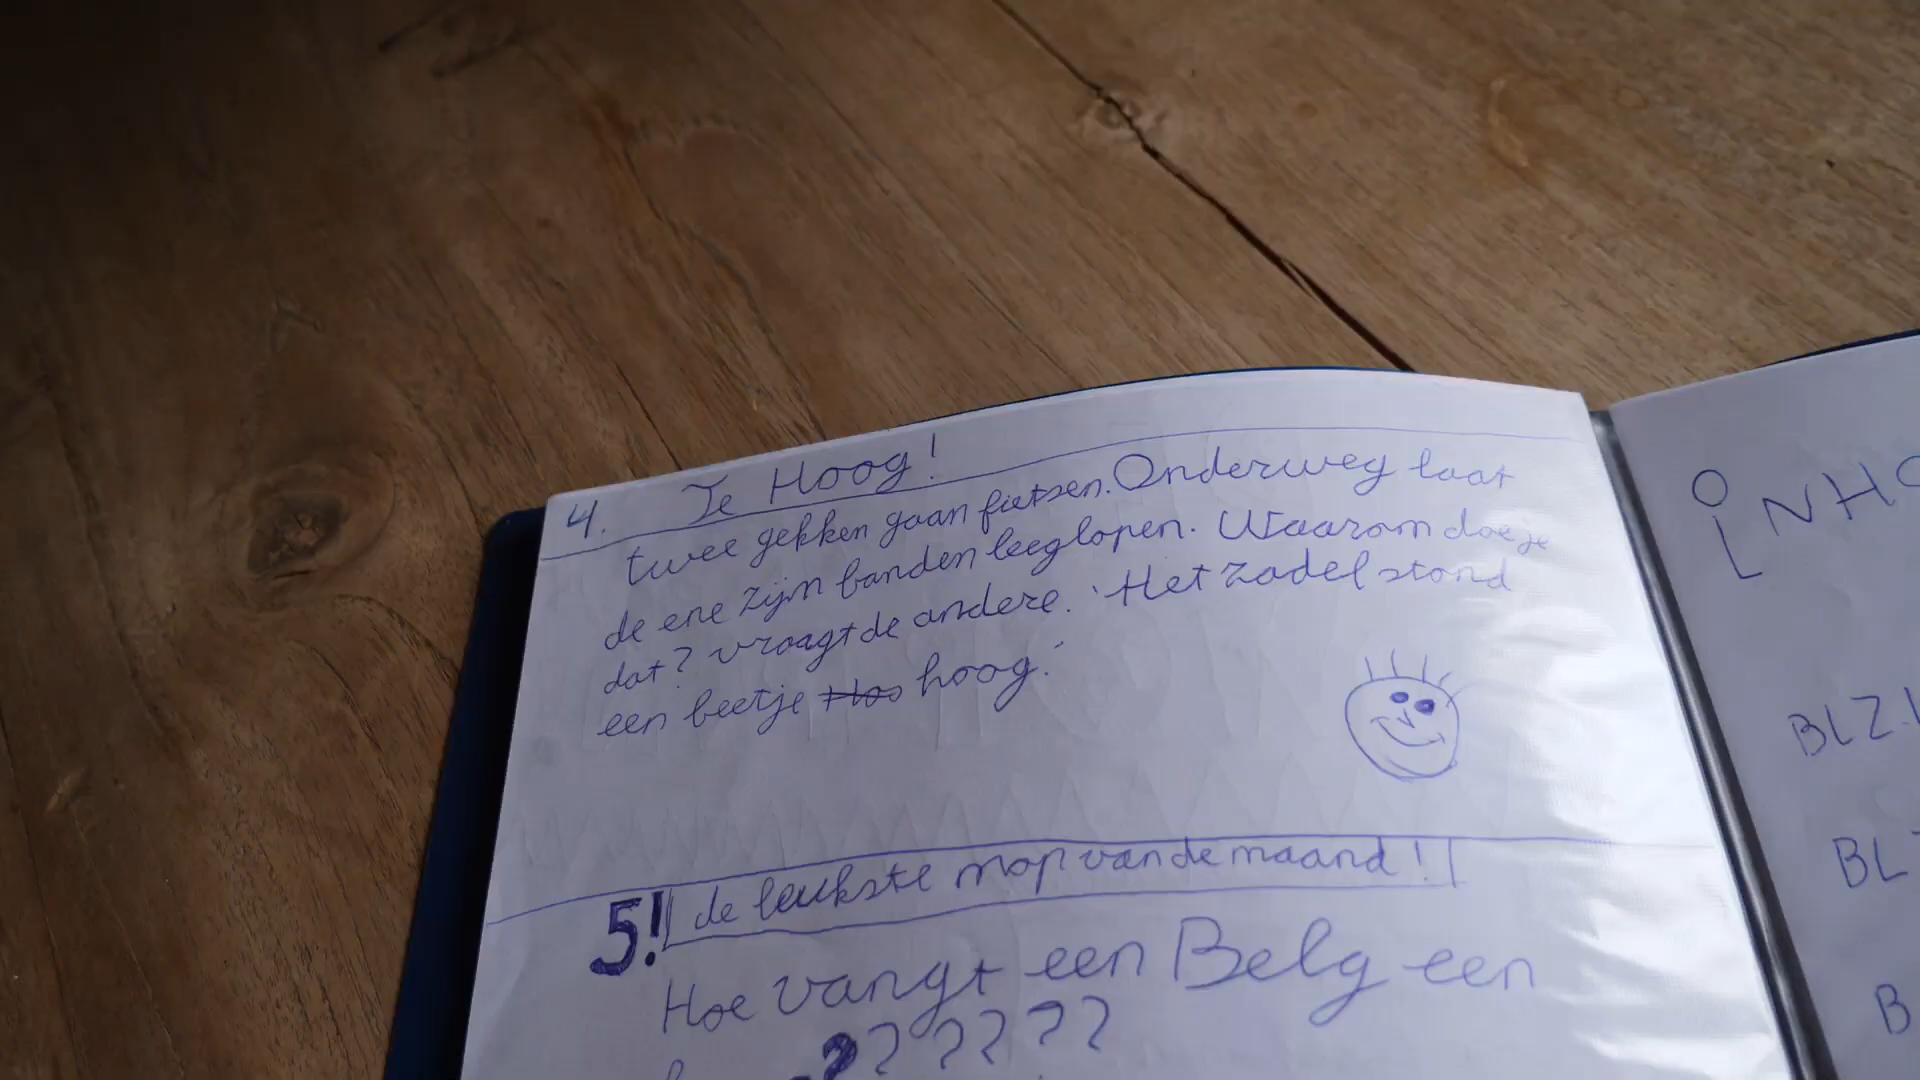 4. Te Hoog!
twee gekken gaan fietsen. Onderweg laat
de ene zijn banden leeglopen. Waarom doe je
dat? vraagt de andere. 'Het zadel stond
een beetje Hoo hoog.'
5! de leukste mop van de maand!
Hoe vangt een Belg een
??????
INHO
BLZ.
BL
B